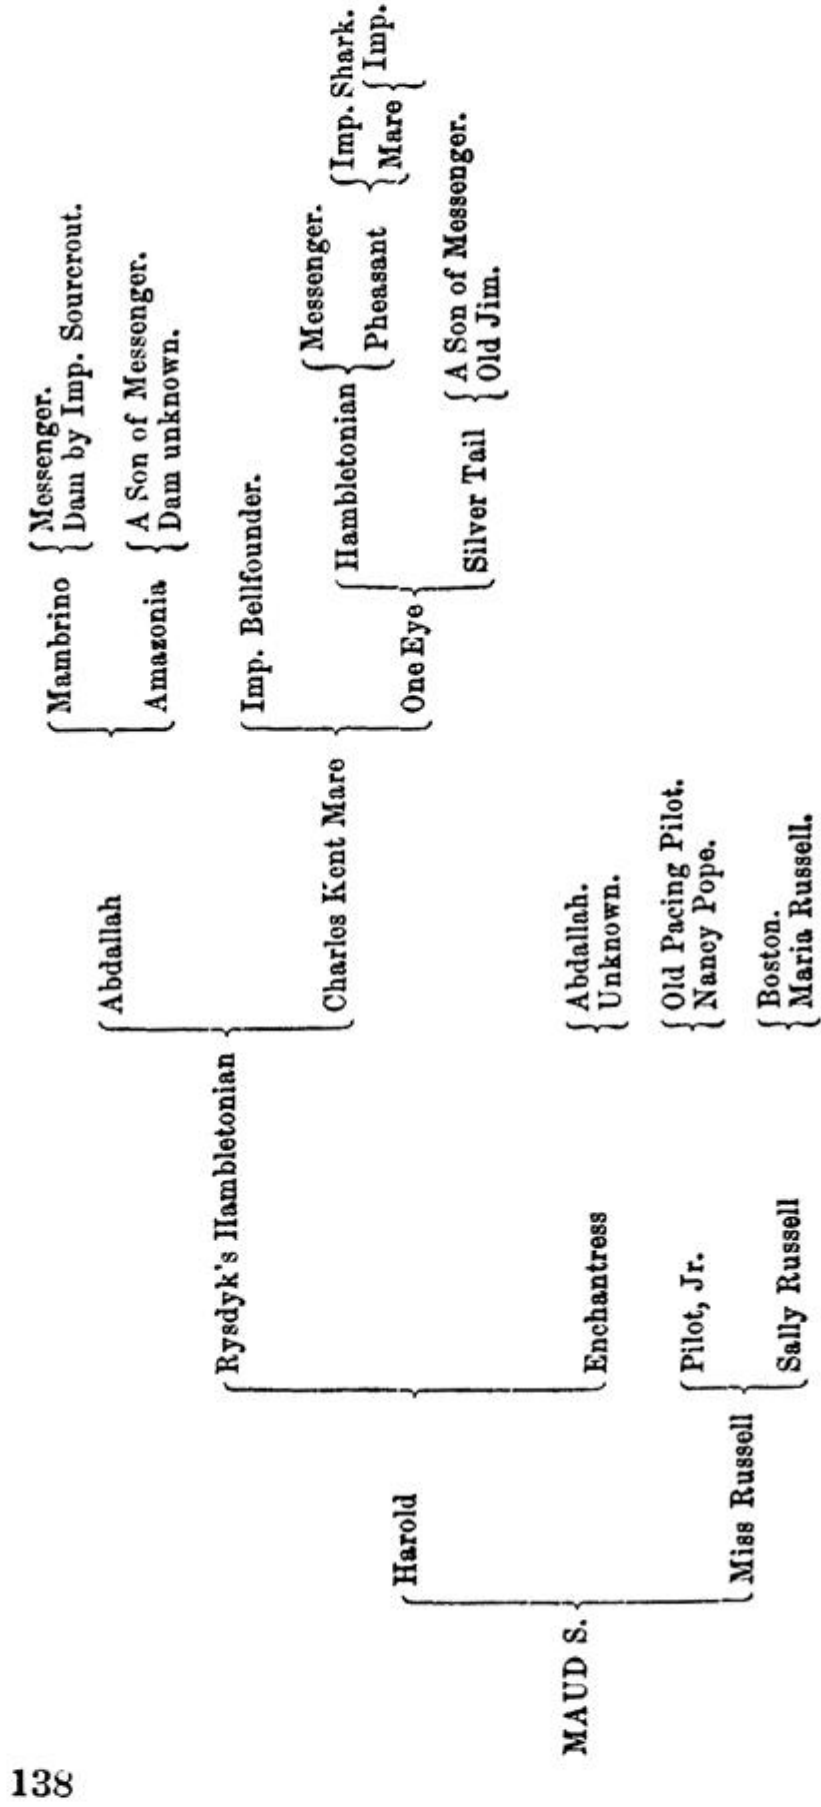 138
MAUD S.
Harold
Rysdyk's Hambletonian
Abdallah
Mambrino
Messenger.
Dam by Imp. Sourcrout.
Amazonia
A Son of Messenger.
Dam unknown.
Charles Kent Mare
Imp. Bellfounder.
One Eye
Hambletonian
Messenger.
Pheasant
Imp. Shark.
Mare
Imp.
Silver Tail
A Son of Messenger.
Old Jim.
Enchantress
Abdallah.
Unknown.
Miss Russell
Pilot, Jr.
Old Pacing Pilot.
Nancy Pope.
Sally Russell
Boston.
Maria Russell.